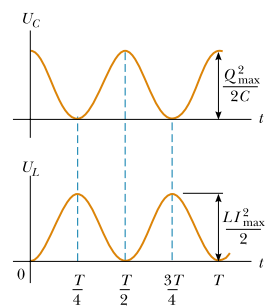 U_C
Q²_max
2C
t
U_L
LI²_max
2
t
0
T/4
T/2
3T/4
T